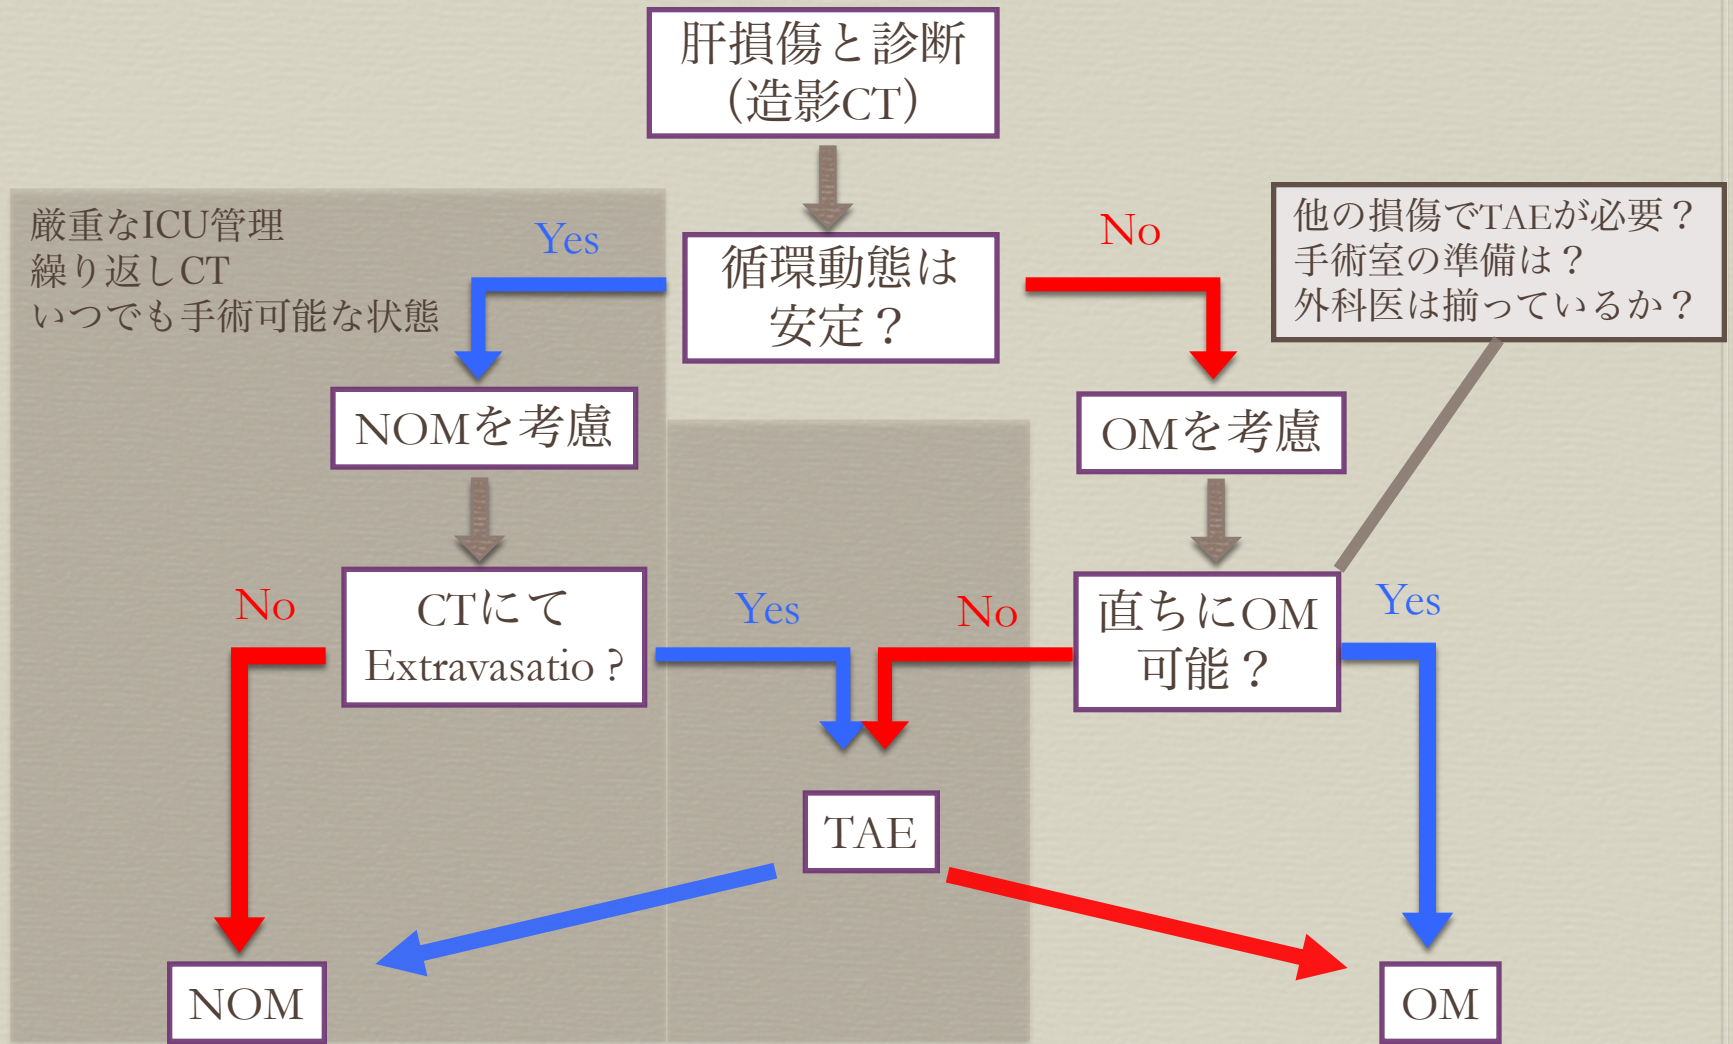 肝損傷と診断
（造影CT）
厳重なICU管理
繰り返しCT
いつでも手術可能な状態
Yes
循環動態は
安定？
No
他の損傷でTAEが必要？
手術室の準備は？
外科医は揃っているか？
NOMを考慮
OMを考慮
No
CTにて
Extravasatio？
Yes
No
直ちにOM
可能？
Yes
TAE
NOM
OM